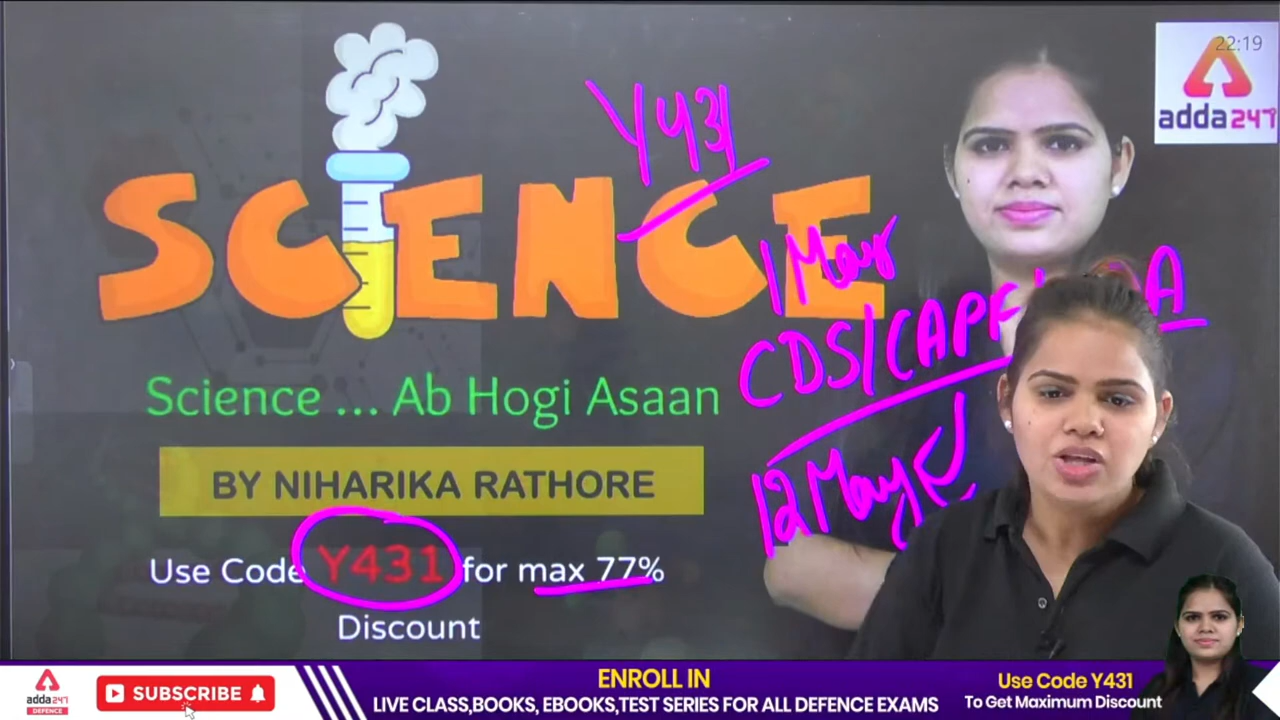 22:19
adda247
SCIENCE
Y431
1 May
CDS/CAPF/
Science ... Ab Hogi Asaan
12 May
BY NIHARIKA RATHORE
Use Code Y431 for max 77%
Discount
adda247
DEFENCE
SUBSCRIBE
ENROLL IN
LIVE CLASS,BOOKS, EBOOKS,TEST SERIES FOR ALL DEFENCE EXAMS
Use Code Y431
To Get Maximum Discount